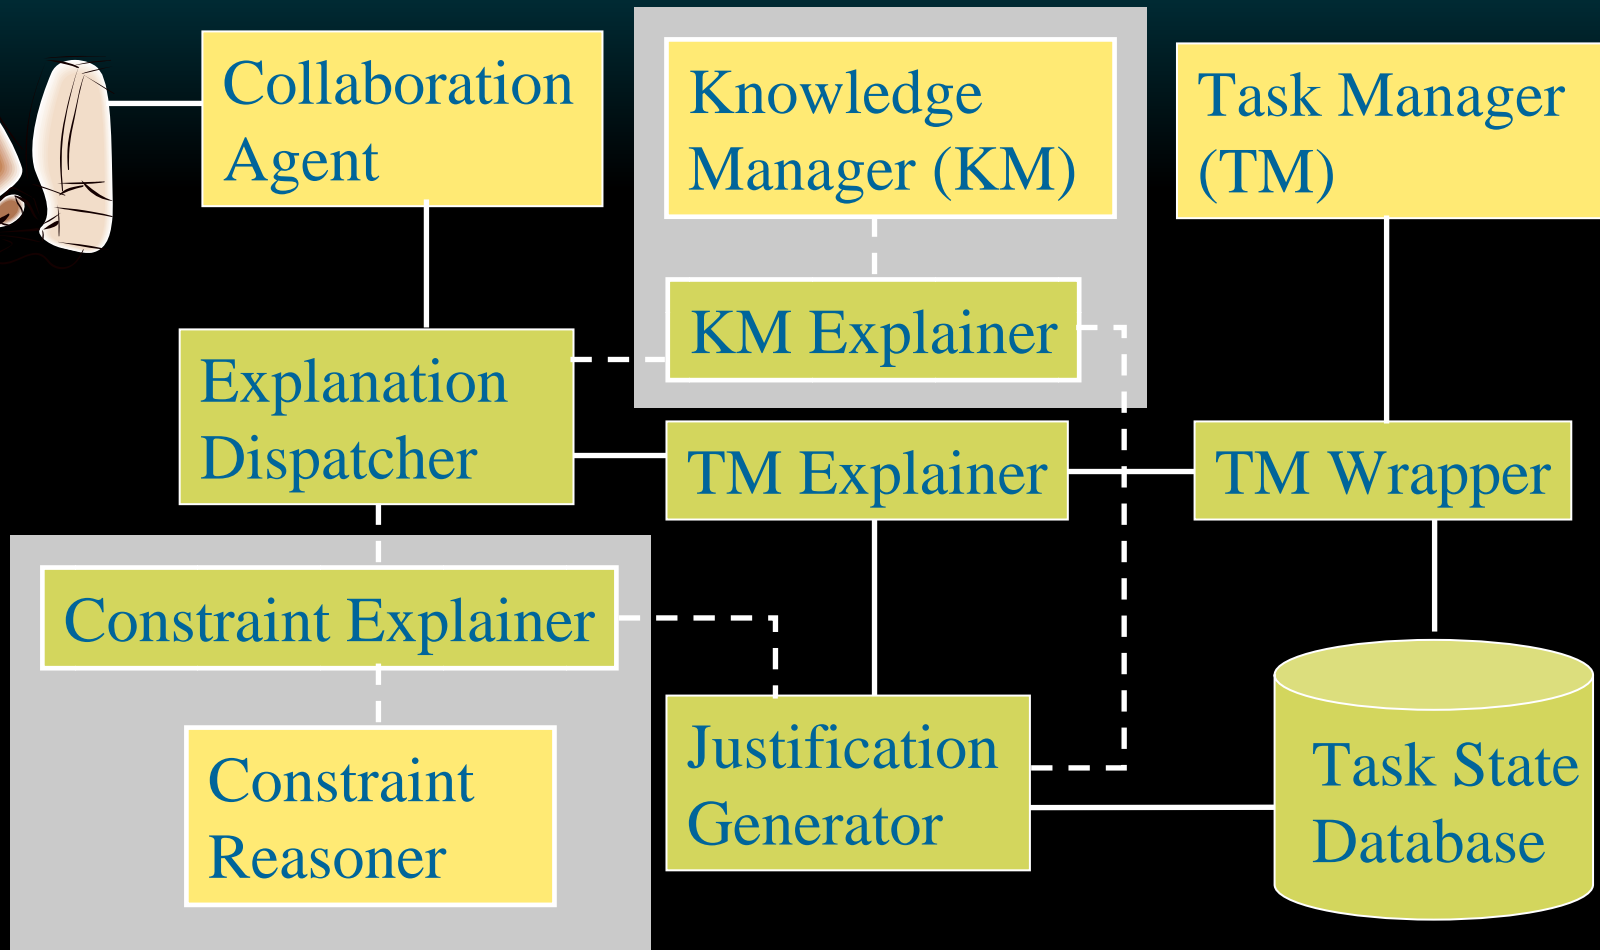 Collaboration
Agent
Knowledge
Manager (KM)
Task Manager
(TM)
KM Explainer
Explanation
Dispatcher
TM Explainer
TM Wrapper
Constraint Explainer
Justification
Generator
Task State
Database
Constraint
Reasoner